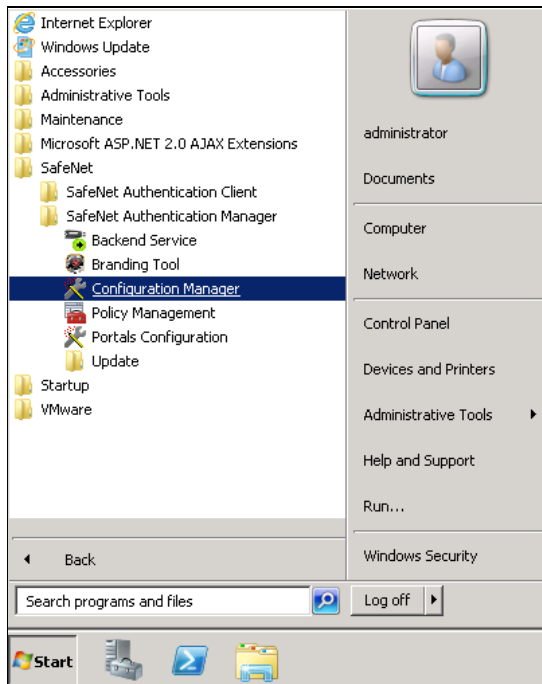 Internet Explorer
Windows Update
Accessories
Administrative Tools
Maintenance
Microsoft ASP.NET 2.0 AJAX Extensions
SafeNet
SafeNet Authentication Client
SafeNet Authentication Manager
Backend Service
Branding Tool
Configuration Manager
Policy Management
Portals Configuration
Update
Startup
VMware
Back
Search programs and files
administrator
Documents
Computer
Network
Control Panel
Devices and Printers
Administrative Tools
Help and Support
Run...
Windows Security
Log off
Start